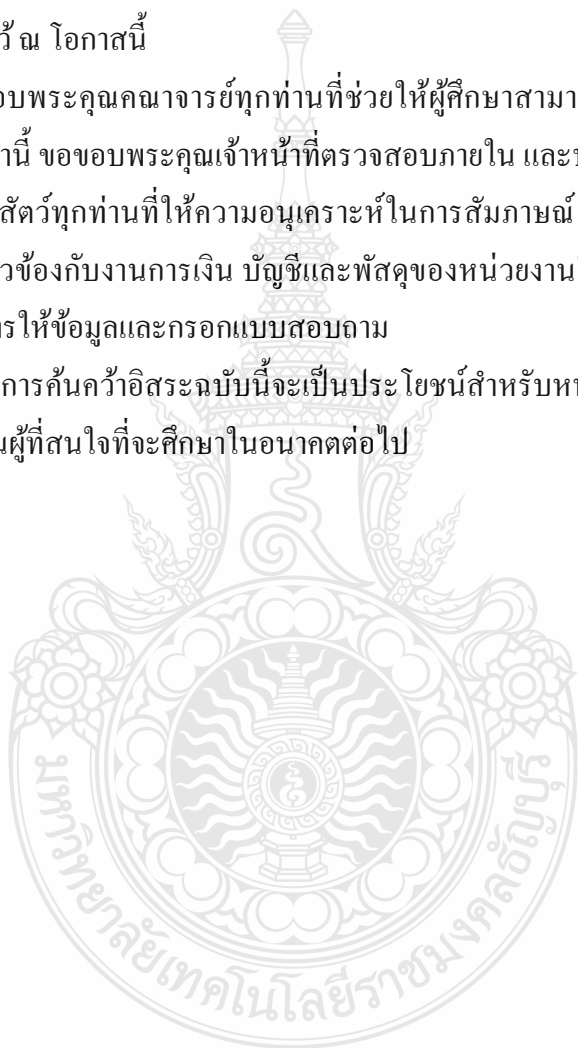 ว้ ณ โอกาสนี้
อบพระคุณคณาจารย์ทุกท่านที่ช่วยให้ผู้ศึกษาสามา
านี้ ขอขอบพระคุณเจ้าหน้าที่ตรวจสอบภายใน และ
สัตว์ทุกท่านที่ให้ความอนุเคราะห์ในการสัมภาษณ์
วข้องกับงานการเงิน บัญชีและพัสดุของหน่วยงาน
ารให้ข้อมูลและกรอกแบบสอบถาม
การค้นคว้าอิสระฉบับนี้จะเป็นประโยชน์สำหรับห
นผู้ที่สนใจที่จะศึกษาในอนาคตต่อไป
มหาวิทยาลัยเทคโนโลยีราชมงคลธัญบุรี